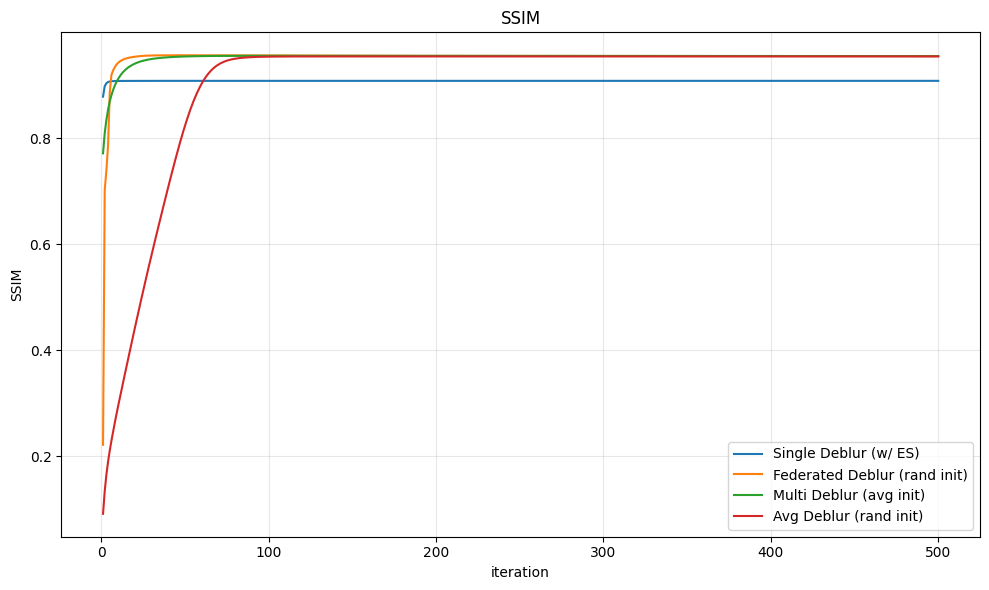 SSIM
SSIM
0.8
0.6
0.4
0.2
0
100
200
300
400
500
iteration
Single Deblur (w/ ES)
Federated Deblur (rand init)
Multi Deblur (avg init)
Avg Deblur (rand init)